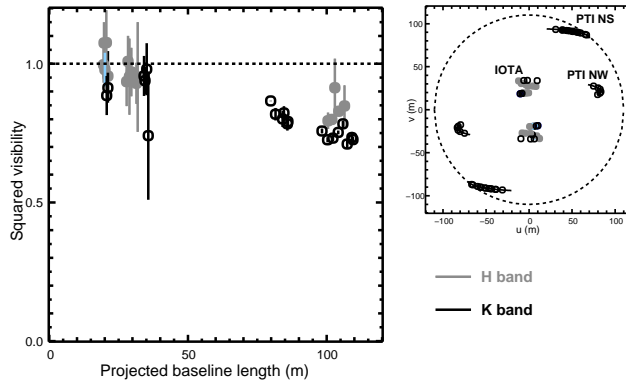 1.0
0.5
0.0
0
50
100
Squared visibility
Projected baseline length (m)
PTI NS
IOTA
PTI NW
100
50
0
−50
−100
v (m)
−100
−50
0
50
100
u (m)
H band
K band